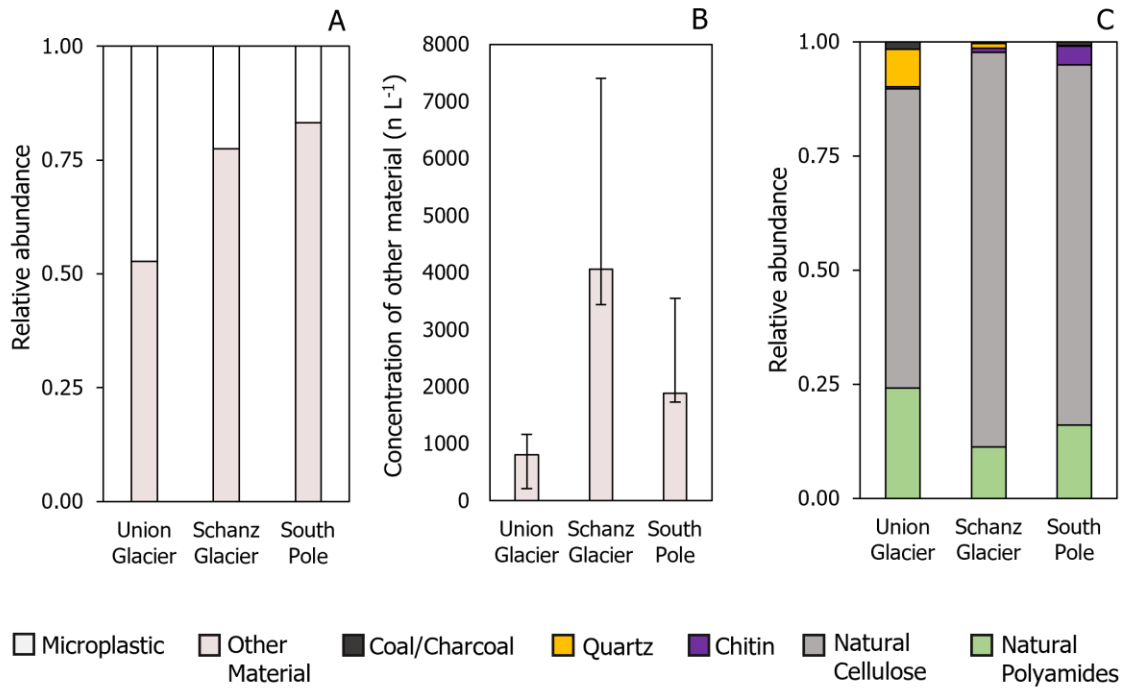 A
1.00
0.75
0.50
0.25
0.00
Relative abundance
Union
Glacier
Schanz
Glacier
South
Pole
B
8000
7000
6000
5000
4000
3000
2000
1000
0
Concentration of other material (n L⁻¹)
Union
Glacier
Schanz
Glacier
South
Pole
C
1.00
0.75
0.50
0.25
0.00
Relative abundance
Union
Glacier
Schanz
Glacier
South
Pole
Microplastic
Other
Material
Coal/Charcoal
Quartz
Chitin
Natural
Cellulose
Natural
Polyamides